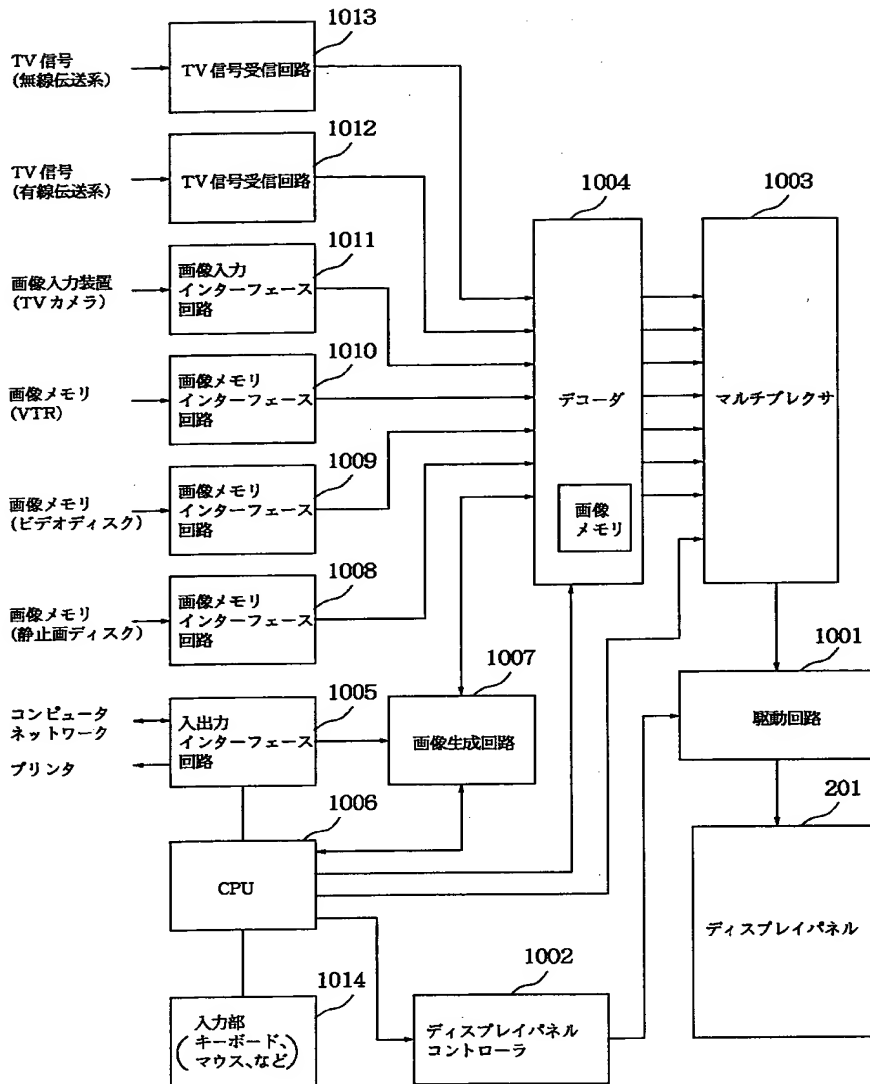 1013
TV 信号
(無線伝送系)
TV 信号受信回路
1012
TV 信号
(有線伝送系)
TV 信号受信回路
1004
1003
1011
画像入力装置
(TV カメラ)
画像入力
インターフェース
回路
1010
画像メモリ
(VTR)
画像メモリ
インターフェース
回路
デコーダ
マルチプレクサ
1009
画像メモリ
(ビデオディスク)
画像メモリ
インターフェース
回路
画像
メモリ
1008
画像メモリ
(静止画ディスク)
画像メモリ
インターフェース
回路
1007
1001
1005
コンピュータ
ネットワーク
プリンタ
入出力
インターフェース
回路
画像生成回路
駆動回路
1006
201
CPU
ディスプレイパネル
1014
1002
入力部
(キーボード、
マウス、など)
ディスプレイパネル
コントローラ